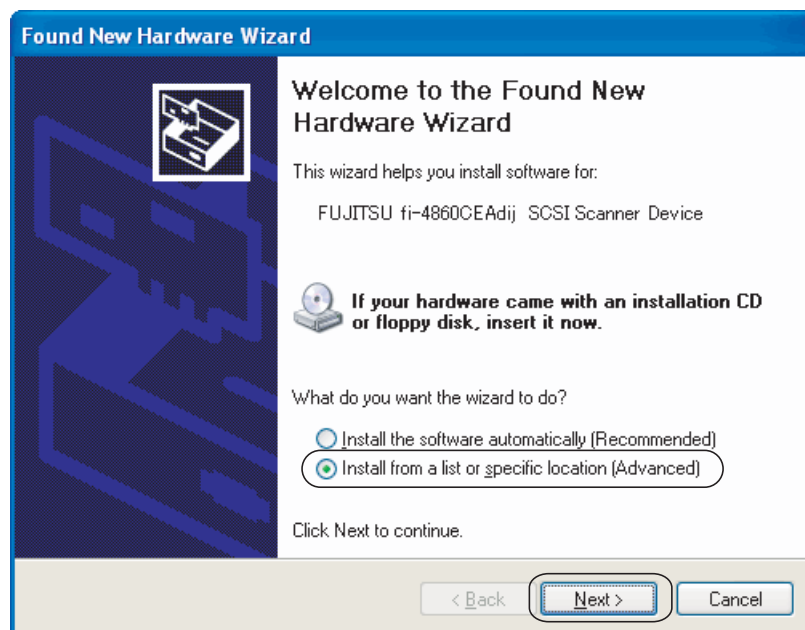 Found New Hardware Wizard
Welcome to the Found New
Hardware Wizard
This wizard helps you install software for:
FUJITSU fi-4860CEAdij SCSI Scanner Device
If your hardware came with an installation CD
or floppy disk, insert it now.
What do you want the wizard to do?
Install the software automatically (Recommended)
Install from a list or specific location (Advanced)
Click Next to continue.
< Back Next > Cancel